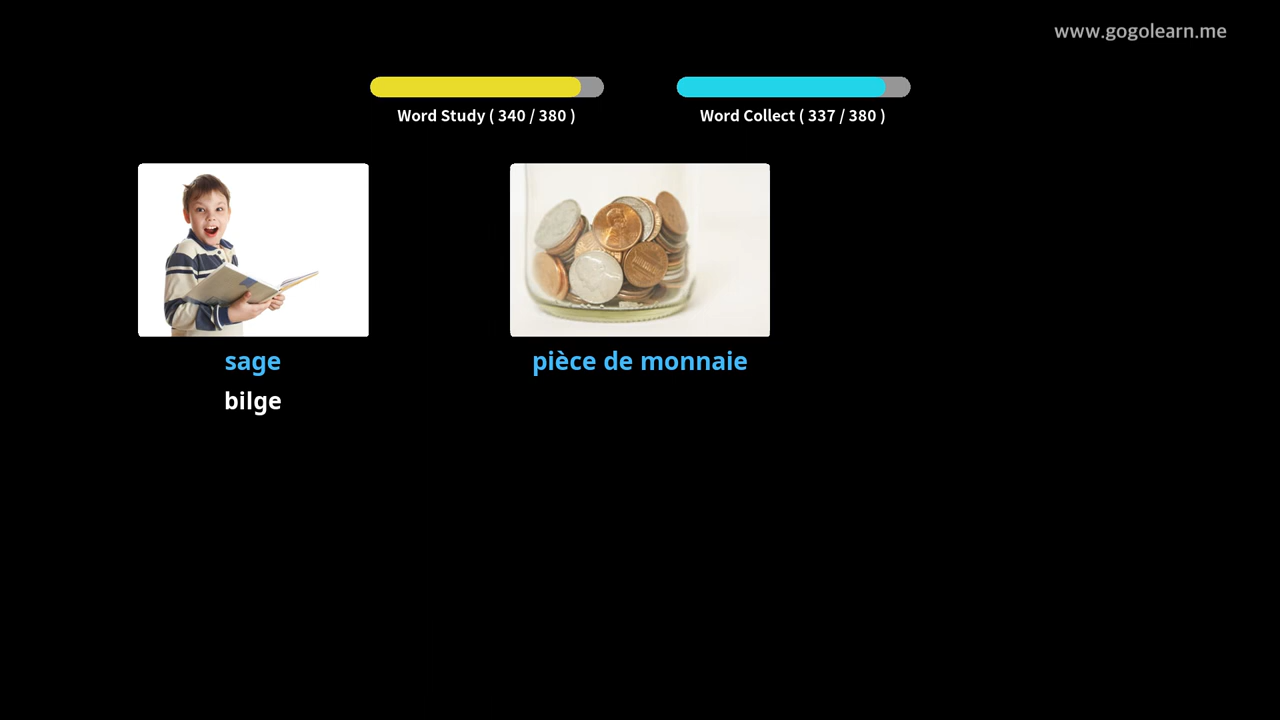 www.gogolearn.me
Word Study ( 340 / 380 )
Word Collect ( 337 / 380 )
sage
bilge
pièce de monnaie